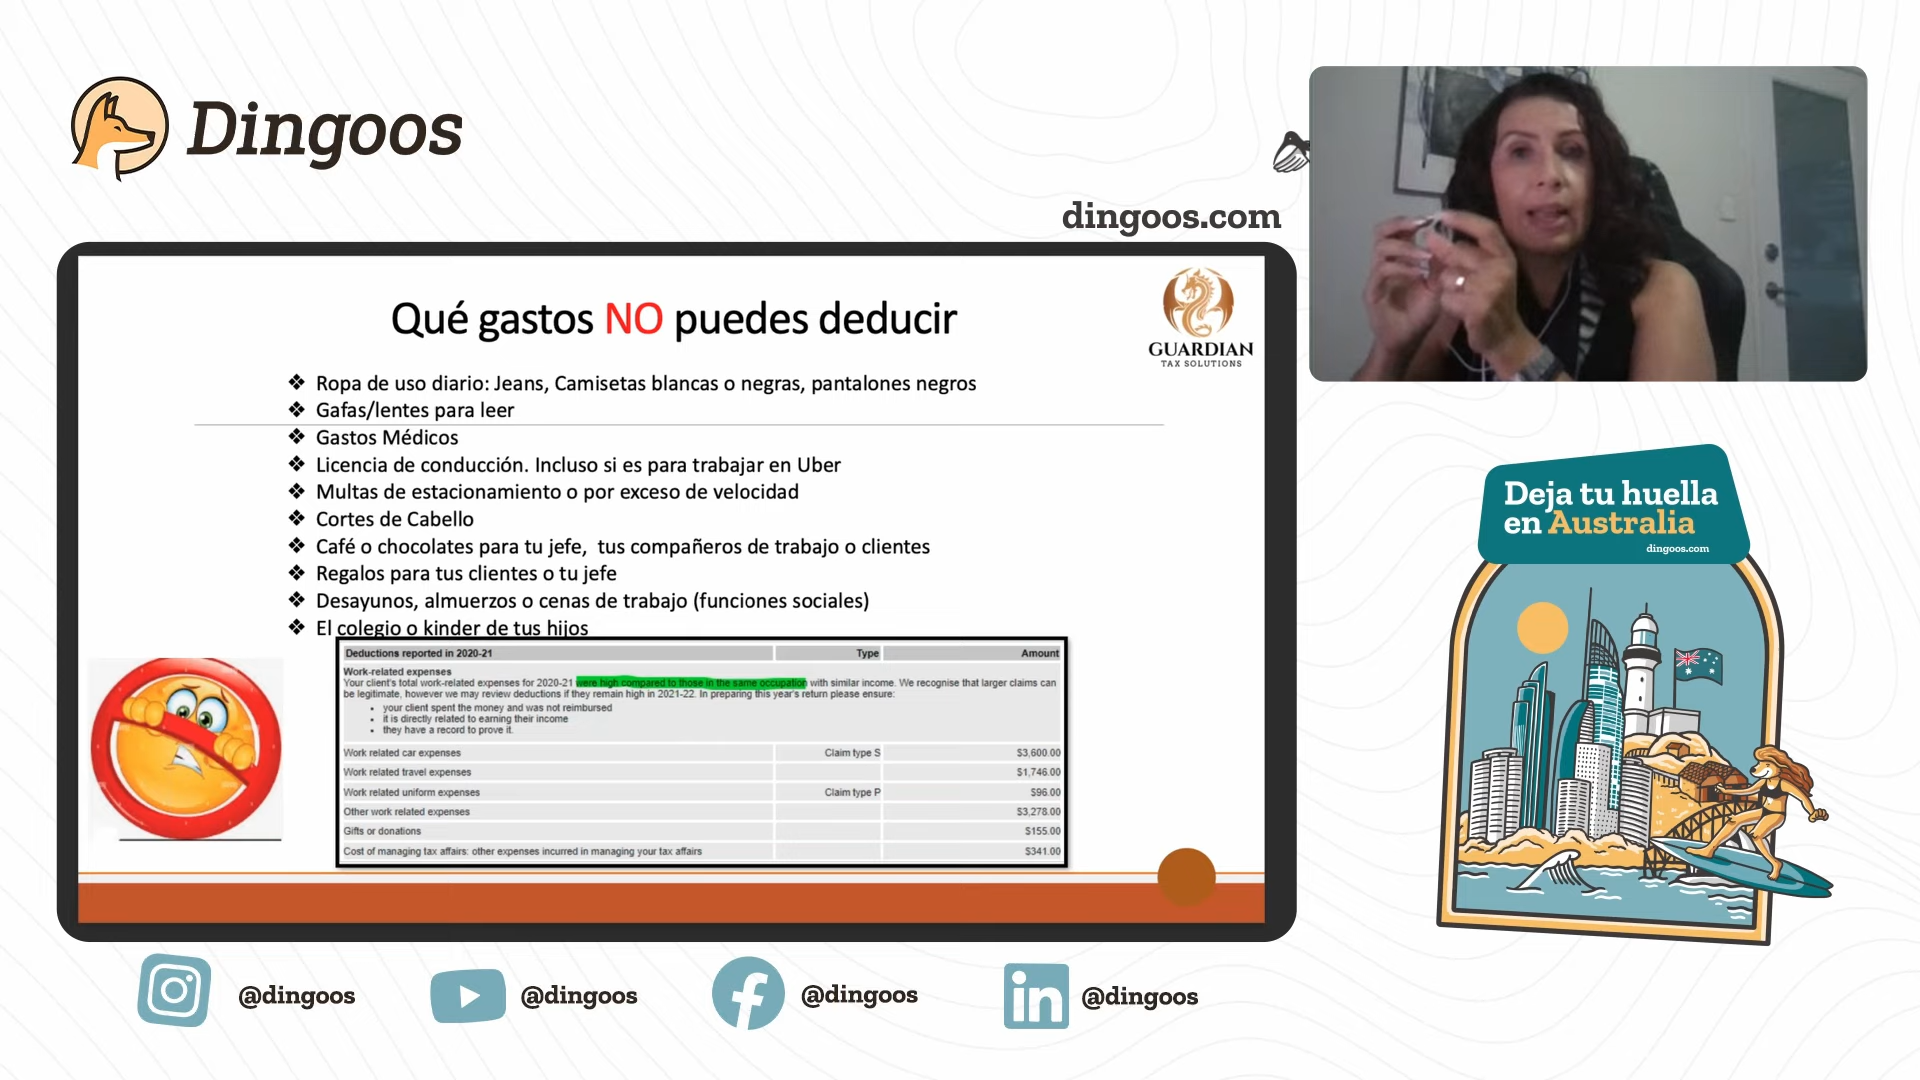 Dingoos
dingoos.com
Qué gastos NO puedes deducir
GUARDIAN
TAX SOLUTIONS
❖ Ropa de uso diario: Jeans, Camisetas blancas o negras, pantalones negros
❖ Gafas/lentes para leer
❖ Gastos Médicos
❖ Licencia de conducción. Incluso si es para trabajar en Uber
❖ Multas de estacionamiento o por exceso de velocidad
❖ Cortes de Cabello
❖ Café o chocolates para tu jefe, tus compañeros de trabajo o clientes
❖ Regalos para tus clientes o tu jefe
❖ Desayunos, almuerzos o cenas de trabajo (funciones sociales)
❖ El colegio o kinder de tus hijos
Deductions reported in 2020-21 Type Amount
Work-related expenses
Your client's total work-related expenses for 2020-21 were high compared to those in the same occupation with similar income. We recognise that larger claims can
be legitimate, however we may review deductions if they remain high in 2021-22. In preparing this year's return please ensure:
• your client spent the money and was not reimbursed
• it is directly related to earning their income
• they have a record to prove it.
Work related car expenses Claim type S $3,600.00
Work related travel expenses $1,746.00
Work related uniform expenses Claim type P $96.00
Other work related expenses $3,278.00
Gifts or donations $155.00
Cost of managing tax affairs: other expenses incurred in managing your tax affairs $341.00
Deja tu huella
en Australia
dingoos.com
@dingoos @dingoos @dingoos @dingoos